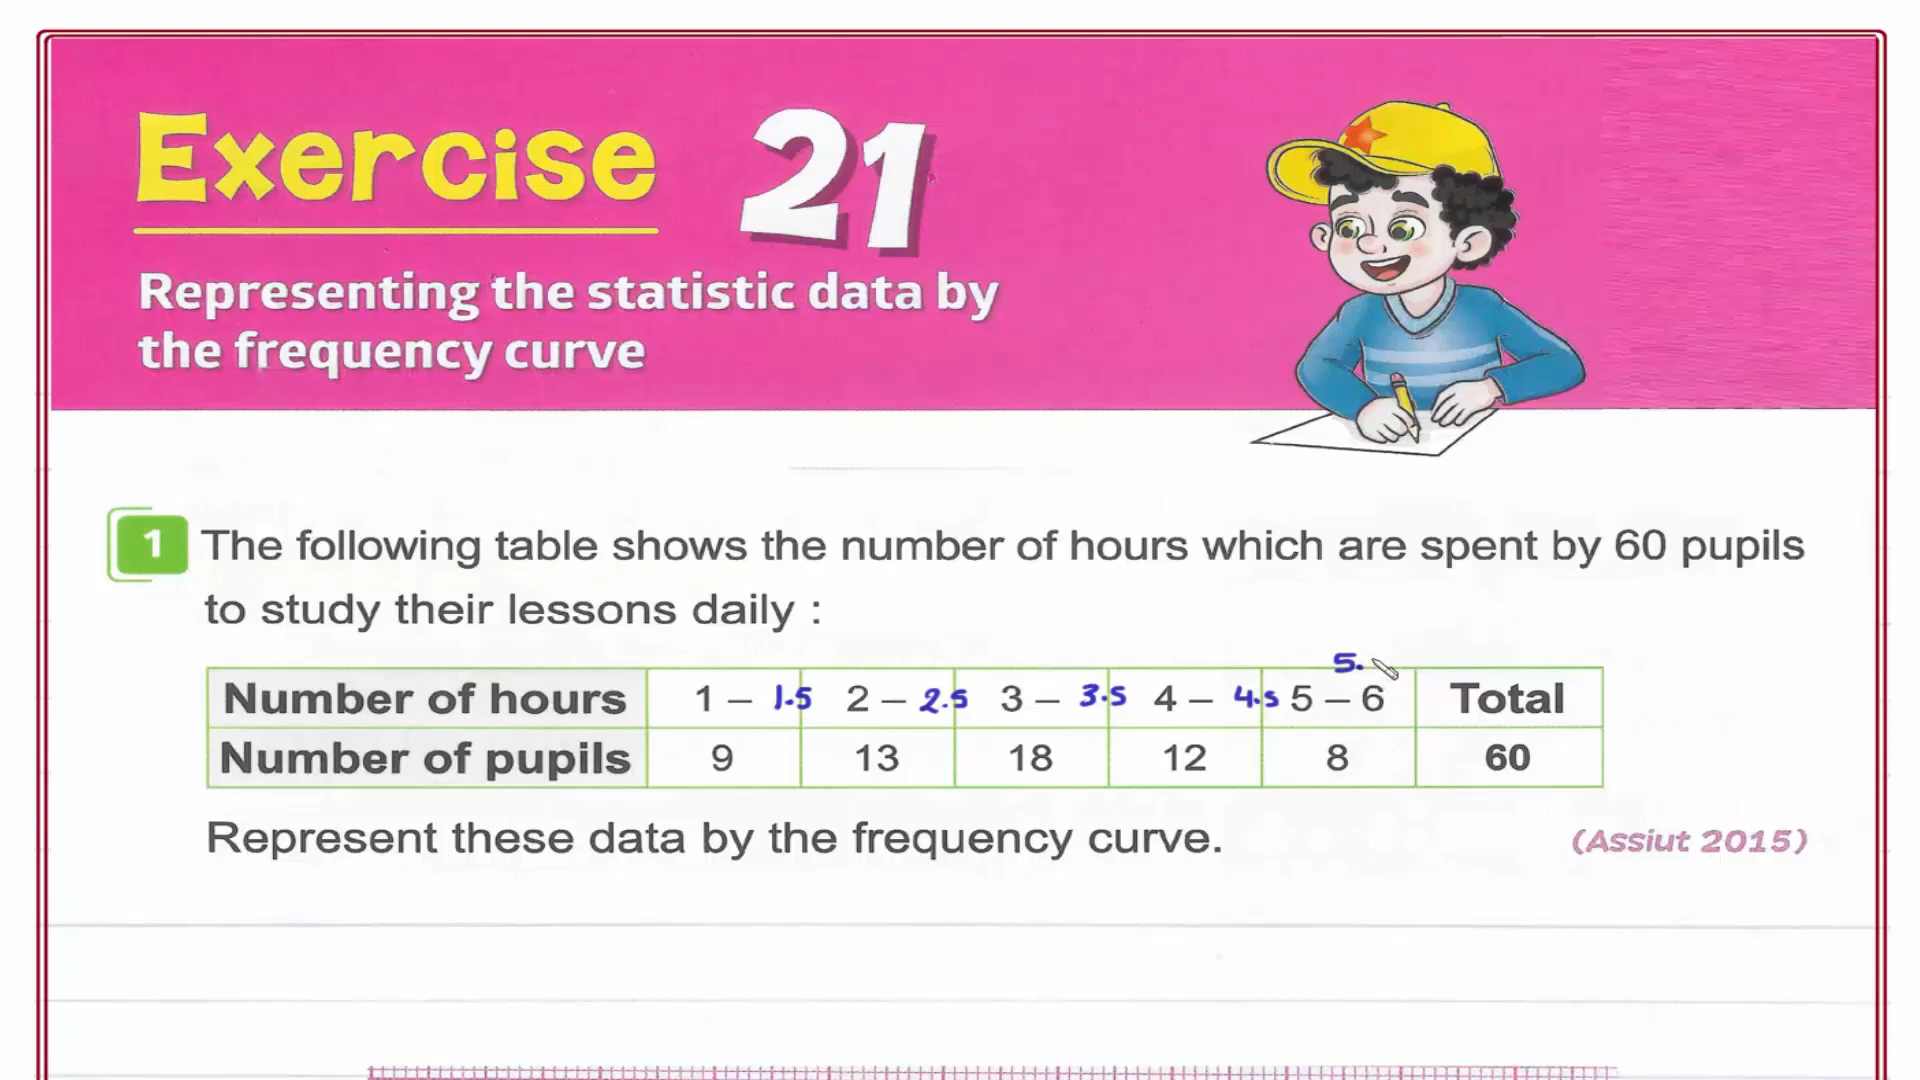 Exercise 21
Representing the statistic data by
the frequency curve
1 The following table shows the number of hours which are spent by 60 pupils
to study their lessons daily :
5.
Number of hours 1 – 1.5 2 – 2.5 3 – 3.5 4 – 4.5 5 – 6 Total
Number of pupils 9 13 18 12 8 60
Represent these data by the frequency curve. (Assiut 2015)